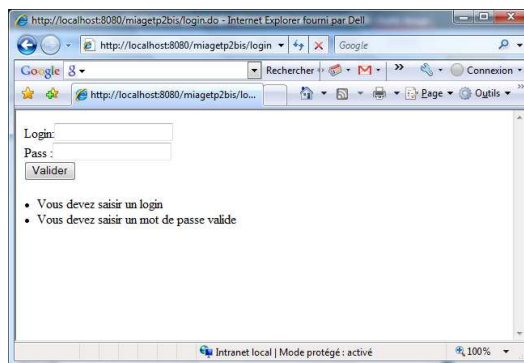 http://localhost:8080/miagetp2bis/login.do - Internet Explorer fourni par Dell
http://localhost:8080/miagetp2bis/login
Google
Google
Rechercher
Connexion
http://localhost:8080/miagetp2bis/lo...
Page
Outils
Login:
Pass :
Valider
• Vous devez saisir un login
• Vous devez saisir un mot de passe valide
Intranet local | Mode protégé : activé
100%